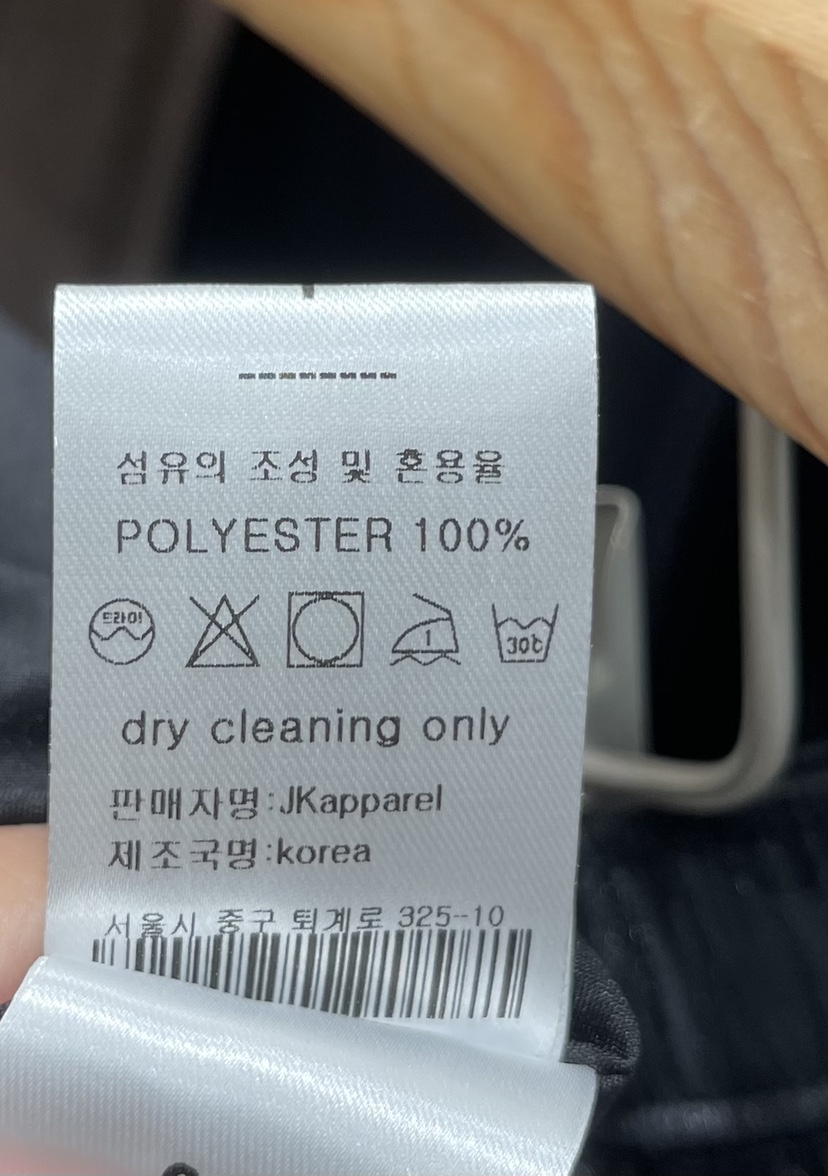 섬유의 조성 및 혼용율
POLYESTER 100%
드라이 1 30℃
dry cleaning only
판매자명:JKapparel
제조국명:korea
서울시 중구 퇴계로 325-10